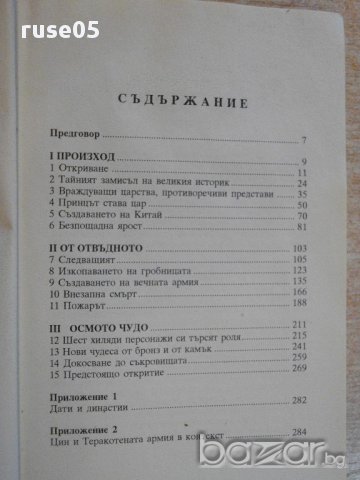 ruse05
СЪДЪРЖАНИЕ
Предговор 7
I ПРОИЗХОД 9
1 Откриване 11
2 Тайният замисъл на великия историк 24
3 Враждуващи царства, противоречиви представи 35
4 Принцът става цар 50
5 Създаването на Китай 70
6 Безпощадна ярост 81
II ОТ ОТВЪДНОТО 103
7 Следващият 105
8 Изкопаването на гробницата 123
9 Създаването на вечната армия 135
10 Внезапна смърт 166
11 Пожарът 188
III ОСМОТО ЧУДО 211
12 Шест хиляди персонажи си търсят роля 215
13 Нови чудеса от бронз и от камък 241
14 Докосване до съкровищата 259
15 Предстоящо откритие 269
Приложение 1
Дати и династии 282
Приложение 2
Цин и Теракотената армия в контекст 284
Bazar.bg